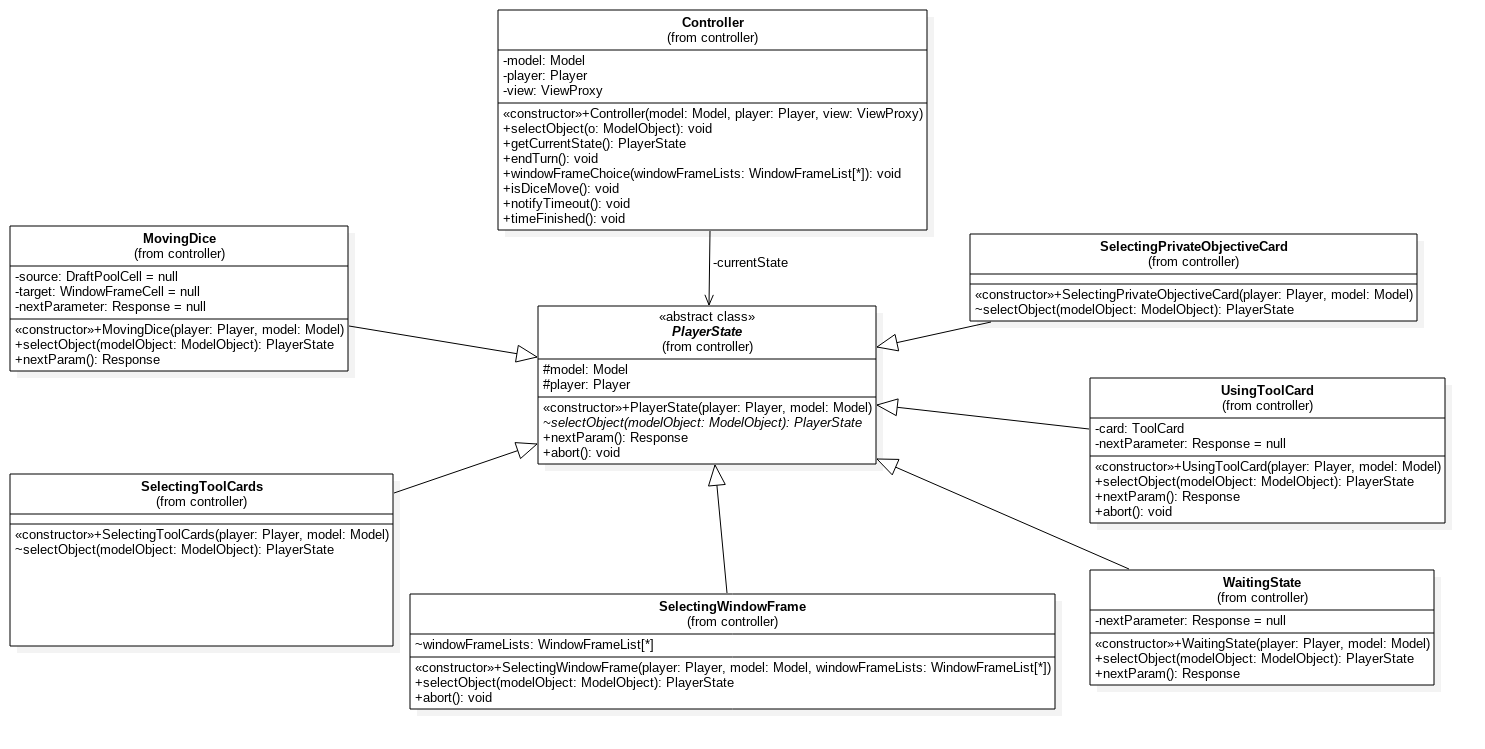 Controller
(from controller)
-model: Model
-player: Player
-view: ViewProxy
«constructor»+Controller(model: Model, player: Player, view: ViewProxy)
+selectObject(o: ModelObject): void
+getCurrentState(): PlayerState
+endTurn(): void
+windowFrameChoice(windowFrameLists: WindowFrameList[*]): void
+isDiceMove(): void
+notifyTimeout(): void
+timeFinished(): void
MovingDice
(from controller)
-source: DraftPoolCell = null
-target: WindowFrameCell = null
-nextParameter: Response = null
«constructor»+MovingDice(player: Player, model: Model)
+selectObject(modelObject: ModelObject): PlayerState
+nextParam(): Response
-currentState
SelectingPrivateObjectiveCard
(from controller)
«constructor»+SelectingPrivateObjectiveCard(player: Player, model: Model)
~selectObject(modelObject: ModelObject): PlayerState
«abstract class»
PlayerState
(from controller)
#model: Model
#player: Player
«constructor»+PlayerState(player: Player, model: Model)
~selectObject(modelObject: ModelObject): PlayerState
+nextParam(): Response
+abort(): void
UsingToolCard
(from controller)
-card: ToolCard
-nextParameter: Response = null
«constructor»+UsingToolCard(player: Player, model: Model)
+selectObject(modelObject: ModelObject): PlayerState
+nextParam(): Response
+abort(): void
SelectingToolCards
(from controller)
«constructor»+SelectingToolCards(player: Player, model: Model)
~selectObject(modelObject: ModelObject): PlayerState
SelectingWindowFrame
(from controller)
~windowFrameLists: WindowFrameList[*]
«constructor»+SelectingWindowFrame(player: Player, model: Model, windowFrameLists: WindowFrameList[*])
+selectObject(modelObject: ModelObject): PlayerState
+abort(): void
WaitingState
(from controller)
-nextParameter: Response = null
«constructor»+WaitingState(player: Player, model: Model)
+selectObject(modelObject: ModelObject): PlayerState
+nextParam(): Response